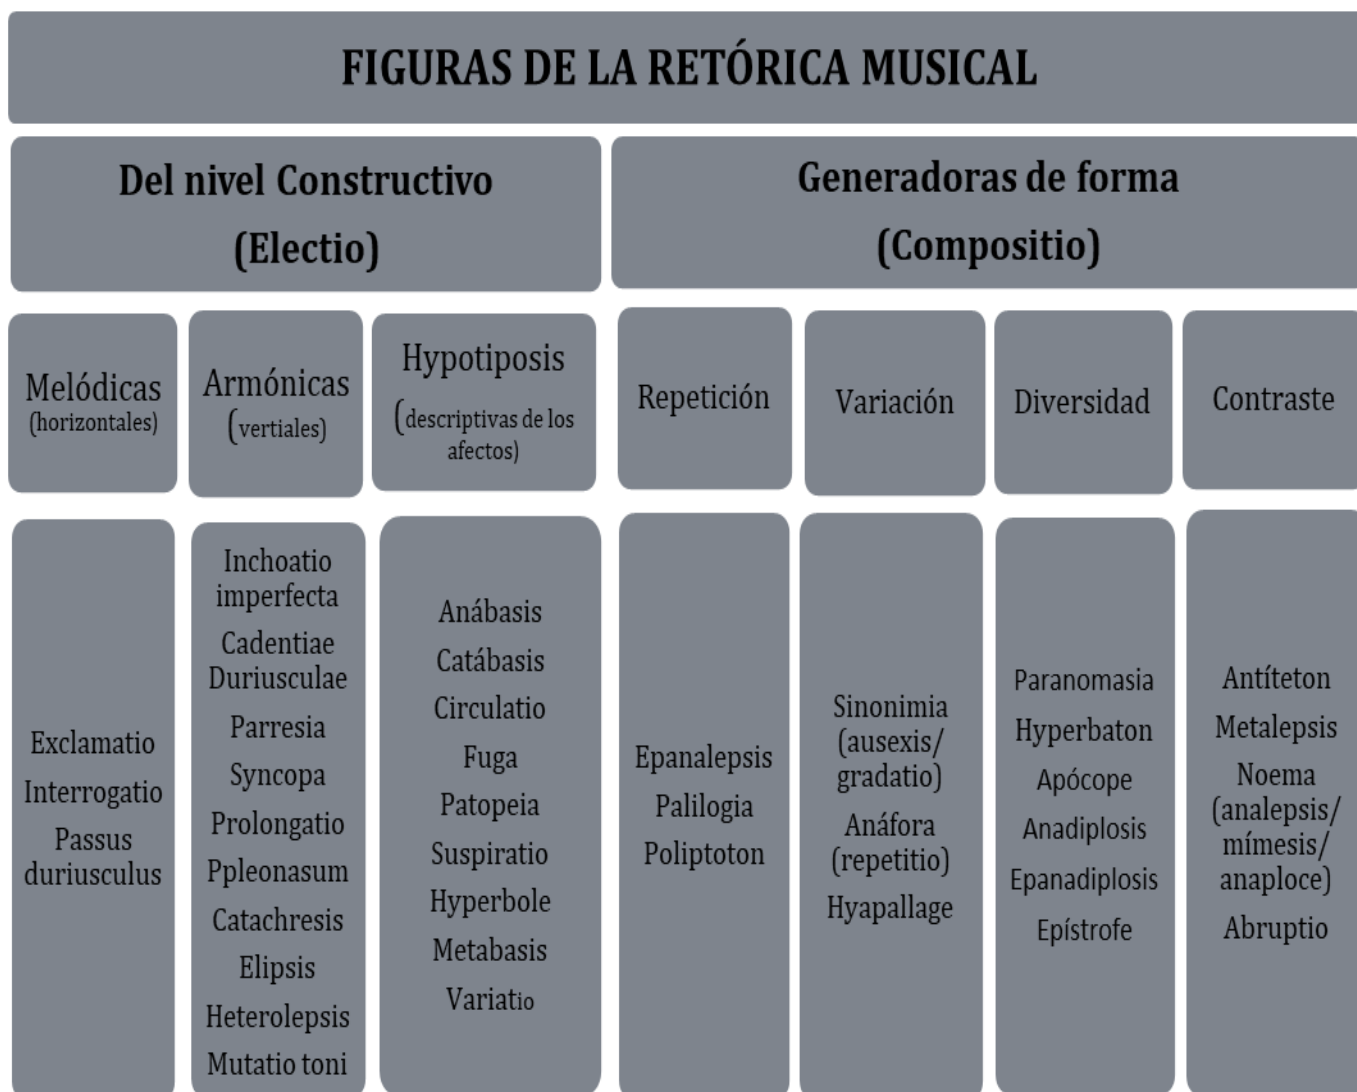 FIGURAS DE LA RETÓRICA MUSICAL
Del nivel Constructivo
(Electio)
Generadoras de forma
(Compositio)
Melódicas
(horizontales)
Armónicas
(vertiales)
Hypotiposis
(descriptivas de los
afectos)
Repetición
Variación
Diversidad
Contraste
Exclamatio
Interrogatio
Passus
duriusculus
Inchoatio
imperfecta
Cadentiae
Duriusculae
Parresia
Syncopa
Prolongatio
Ppleonasum
Catachresis
Elipsis
Heterolepsis
Mutatio toni
Anábasis
Catábasis
Circulatio
Fuga
Patopeia
Suspiratio
Hyperbole
Metabasis
Variatio
Epanalepsis
Palilogia
Poliptoton
Sinonimia
(ausexis/
gradatio)
Anáfora
(repetitio)
Hyapallage
Paranomasia
Hyperbaton
Apócope
Anadiplosis
Epanadiplosis
Epístrofe
Antíteton
Metalepsis
Noema
(analepsis/
mímesis/
anaploce)
Abruptio